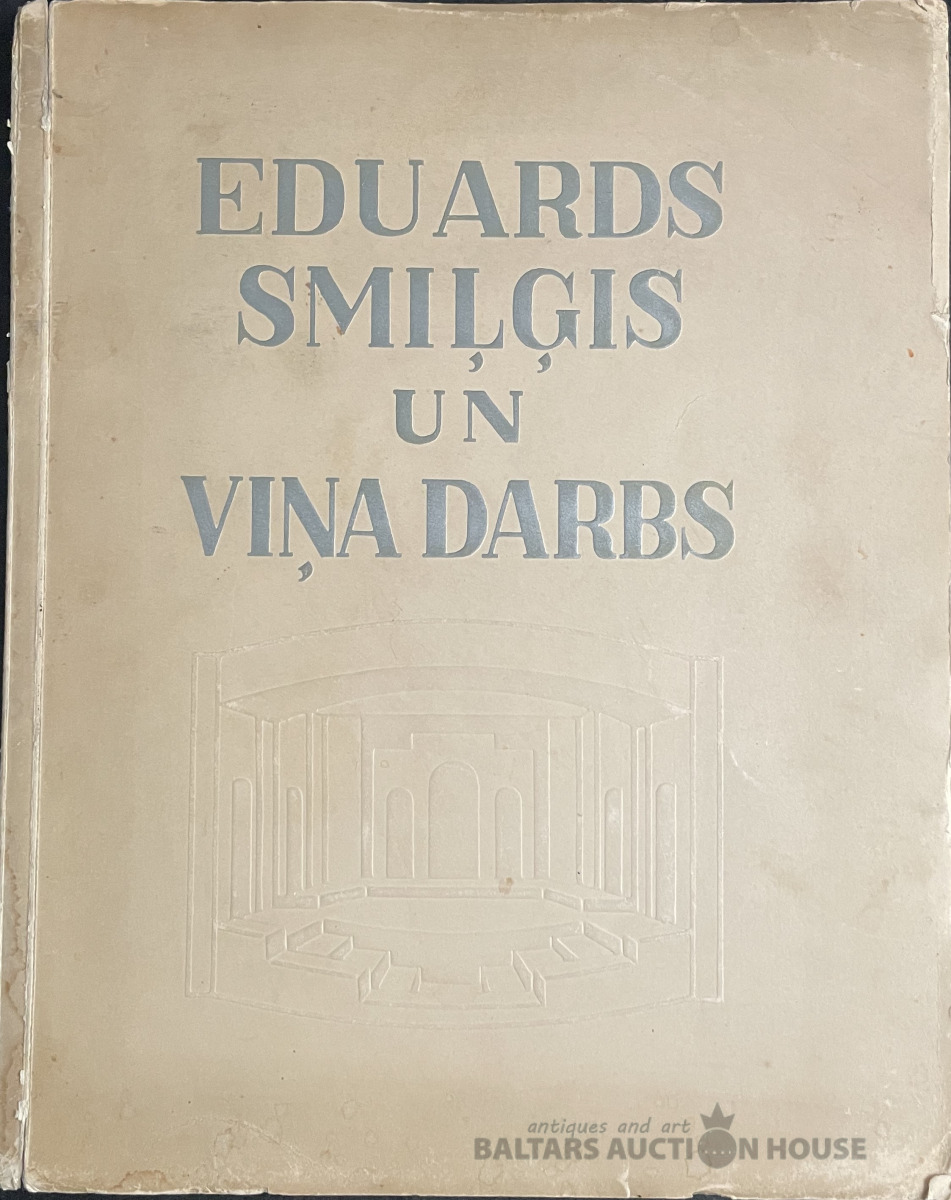 EDUARDS
SMIĻĢIS
UN
VIŅA DARBS
antiques and art
BALTARS AUCTION HOUSE